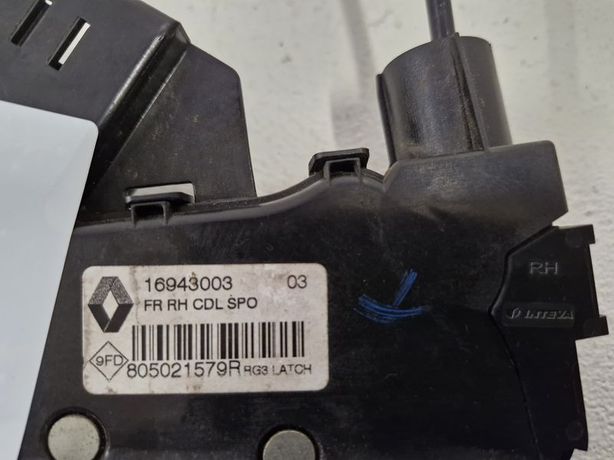 16943003 03
FR RH CDL SPO
9FD
805021579R RG3 LATCH
RH
INTEVA